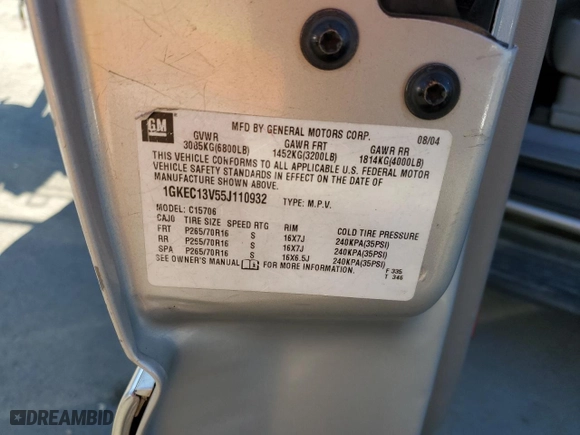 GM
MFD BY GENERAL MOTORS CORP. 08/04
GVWR GAWR FRT GAWR RR
3085KG(6800LB) 1452KG(3200LB) 1814KG(4000LB)
THIS VEHICLE CONFORMS TO ALL APPLICABLE U.S. FEDERAL MOTOR
VEHICLE SAFETY STANDARDS IN EFFECT ON THE DATE OF
MANUFACTURE SHOWN ABOVE.
1GKEC13V55J110932 TYPE: M.P.V.
MODEL: C15706
CAJ0 TIRE SIZE SPEED RTG RIM COLD TIRE PRESSURE
FRT P265/70R16 S 16X7J 240KPA(35PSI)
RR P265/70R16 S 16X7J 240KPA(35PSI)
SPA P265/70R16 S 16X6.5J 240KPA(35PSI)
SEE OWNER'S MANUAL FOR MORE INFORMATION.
F 335
T 345
DREAMBID